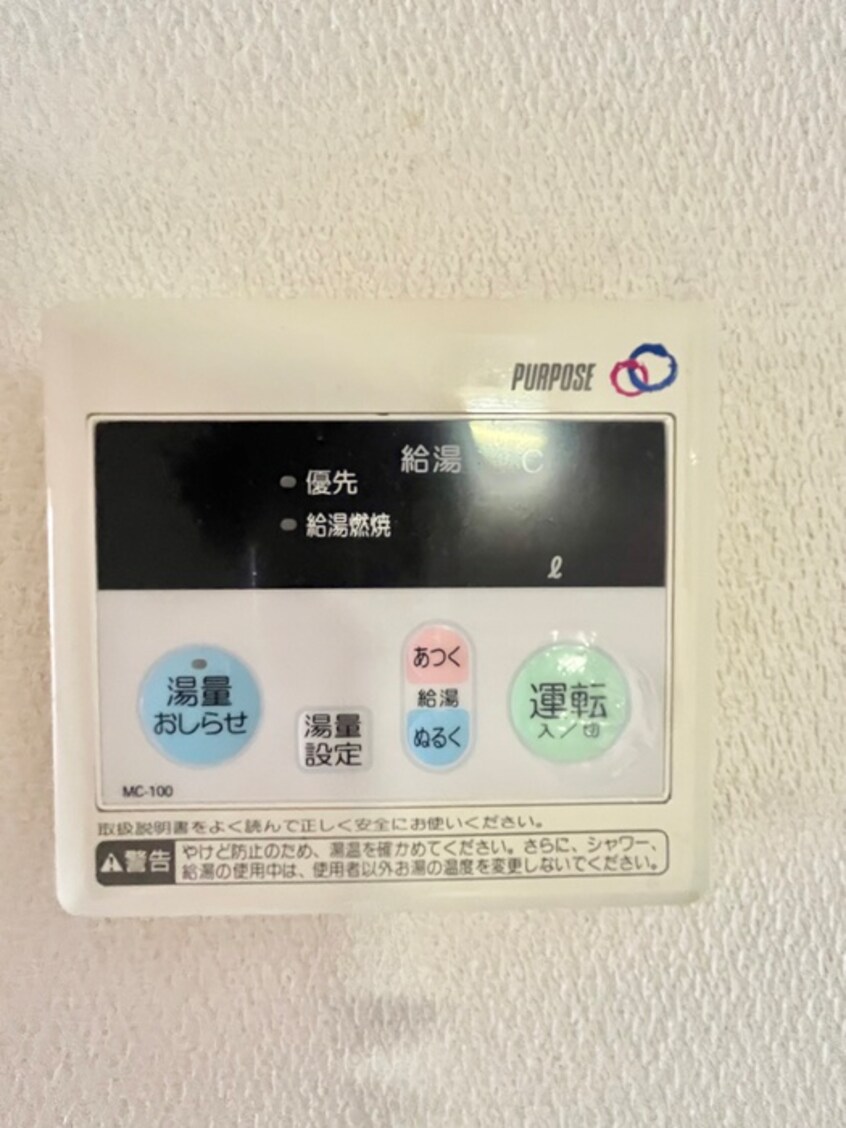 PURPOSE
給湯 ℃
優先
給湯燃焼
ℓ
湯量
おしらせ
湯量
設定
あつく
給湯
ぬるく
運転
入/切
MC-100
取扱説明書をよく読んで正しく安全にお使いください。
警告
やけど防止のため、湯温を確かめてください。さらに、シャワー、
給湯の使用中は、使用者以外お湯の温度を変更しないでください。